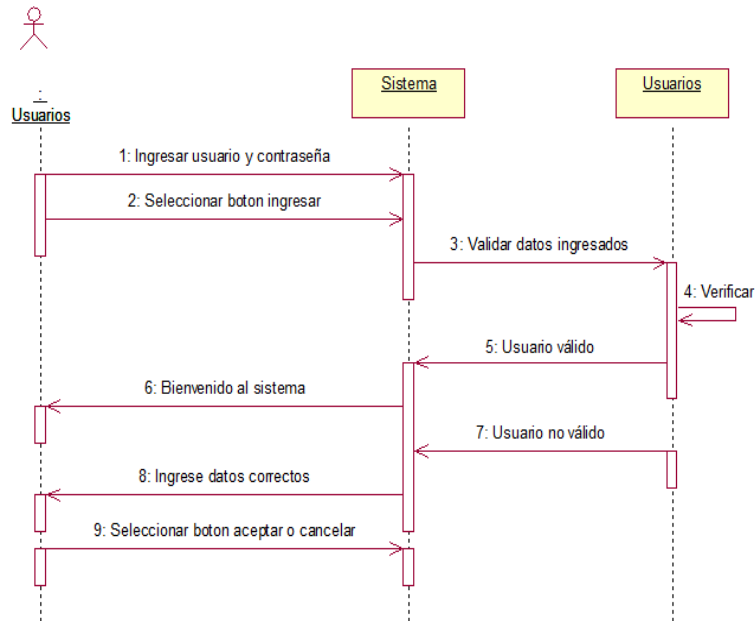 :
Usuarios
Sistema
Usuarios
1: Ingresar usuario y contraseña
2: Seleccionar boton ingresar
3: Validar datos ingresados
4: Verificar
5: Usuario válido
6: Bienvenido al sistema
7: Usuario no válido
8: Ingrese datos correctos
9: Seleccionar boton aceptar o cancelar